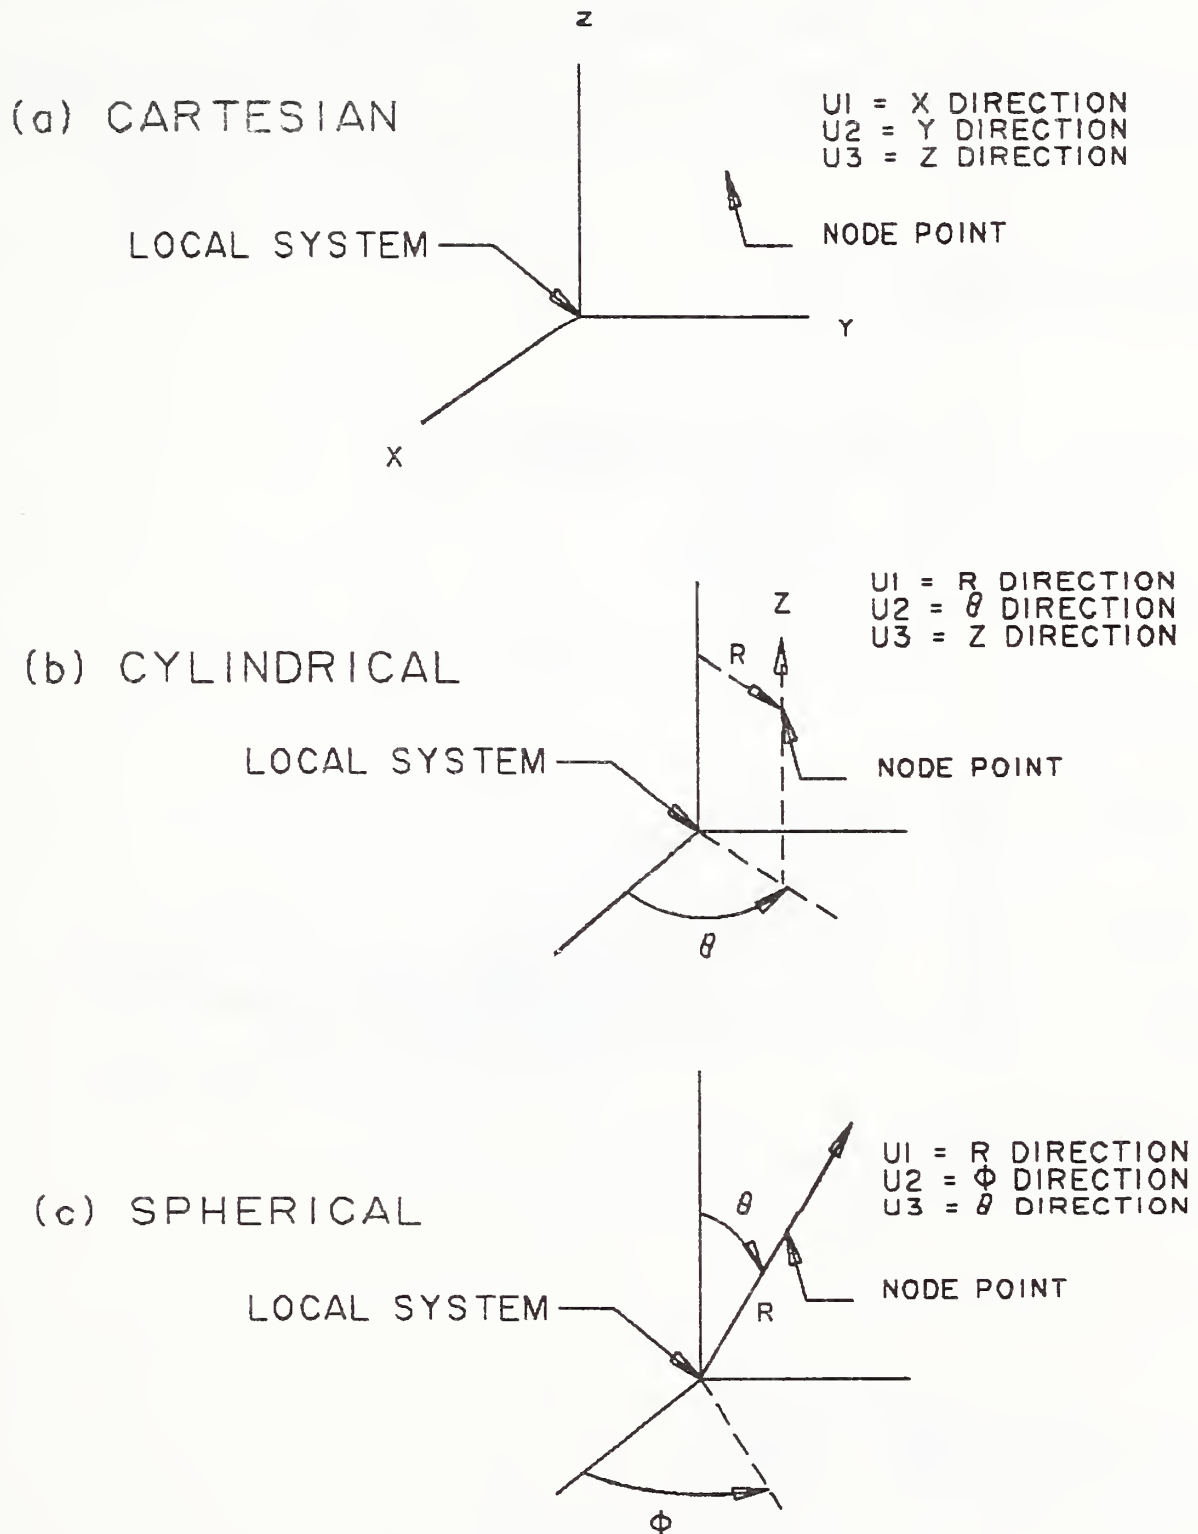 Z
(a) CARTESIAN
U1 = X DIRECTION
U2 = Y DIRECTION
U3 = Z DIRECTION
NODE POINT
LOCAL SYSTEM
Y
X
U1 = R DIRECTION
U2 = θ DIRECTION
U3 = Z DIRECTION
Z
R
(b) CYLINDRICAL
LOCAL SYSTEM
NODE POINT
θ
U1 = R DIRECTION
U2 = Φ DIRECTION
U3 = θ DIRECTION
θ
(c) SPHERICAL
NODE POINT
LOCAL SYSTEM
R
Φ